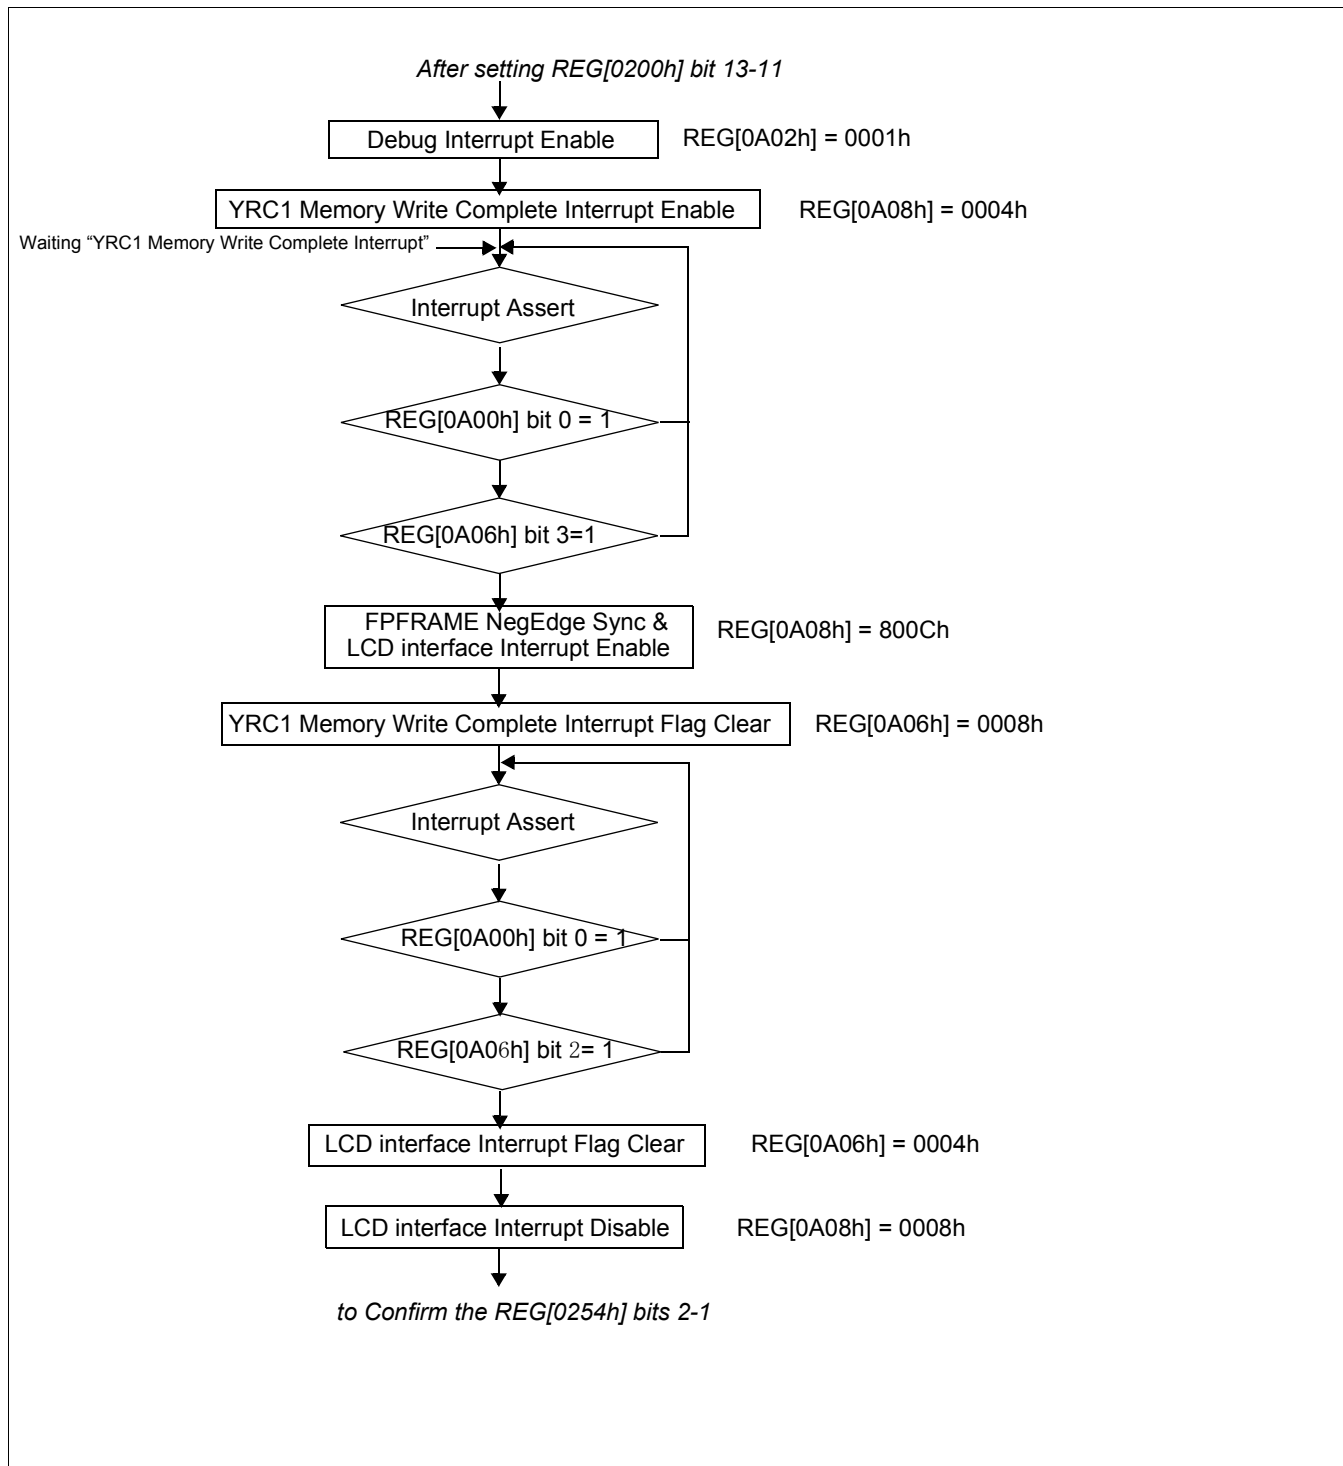 After setting REG[0200h] bit 13-11
Debug Interrupt Enable REG[0A02h] = 0001h
YRC1 Memory Write Complete Interrupt Enable REG[0A08h] = 0004h
Waiting “YRC1 Memory Write Complete Interrupt”
Interrupt Assert
REG[0A00h] bit 0 = 1
REG[0A06h] bit 3=1
FPFRAME NegEdge Sync &
LCD interface Interrupt Enable
REG[0A08h] = 800Ch
YRC1 Memory Write Complete Interrupt Flag Clear REG[0A06h] = 0008h
Interrupt Assert
REG[0A00h] bit 0 = 1
REG[0A06h] bit 2= 1
LCD interface Interrupt Flag Clear REG[0A06h] = 0004h
LCD interface Interrupt Disable REG[0A08h] = 0008h
to Confirm the REG[0254h] bits 2-1